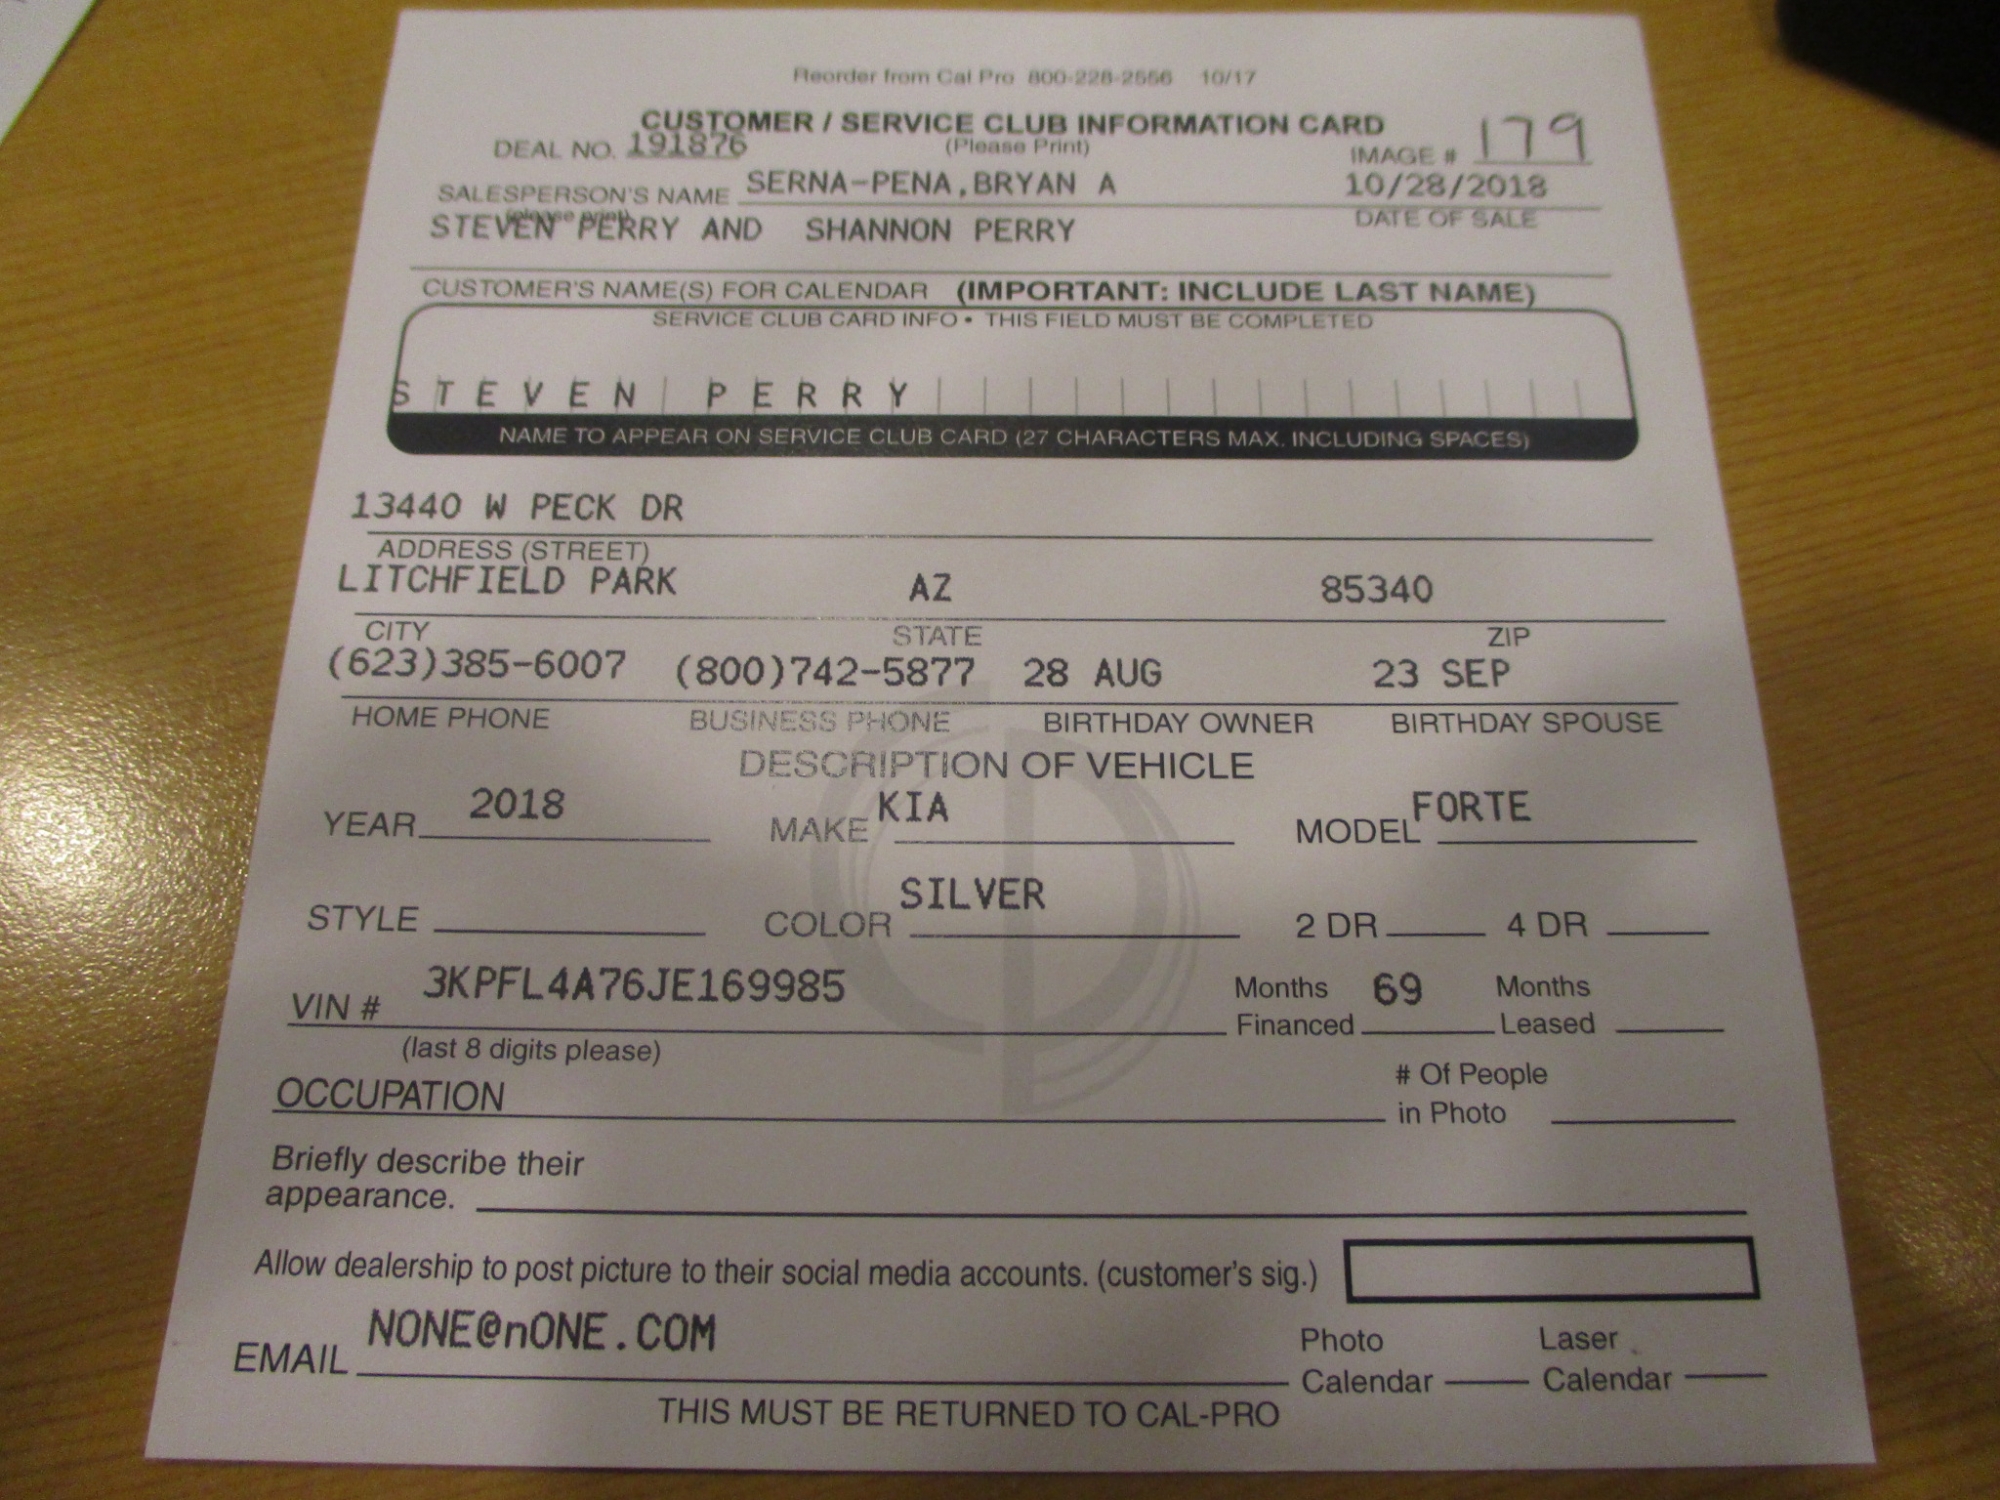 Reorder from Cal Pro 800-228-2556 10/17
CUSTOMER / SERVICE CLUB INFORMATION CARD
DEAL NO. 191876 (Please Print) IMAGE # 179
SALESPERSON'S NAME SERNA-PENA,BRYAN A 10/28/2018
(please print) DATE OF SALE
STEVEN PERRY AND SHANNON PERRY
CUSTOMER'S NAME(S) FOR CALENDAR (IMPORTANT: INCLUDE LAST NAME)
SERVICE CLUB CARD INFO • THIS FIELD MUST BE COMPLETED
STEVEN PERRY
NAME TO APPEAR ON SERVICE CLUB CARD (27 CHARACTERS MAX. INCLUDING SPACES)
13440 W PECK DR
ADDRESS (STREET)
LITCHFIELD PARK AZ 85340
CITY STATE ZIP
(623)385-6007 (800)742-5877 28 AUG 23 SEP
HOME PHONE BUSINESS PHONE BIRTHDAY OWNER BIRTHDAY SPOUSE
DESCRIPTION OF VEHICLE
YEAR 2018 MAKE KIA MODEL FORTE
STYLE COLOR SILVER 2 DR 4 DR
VIN # 3KPFL4A76JE169985 Months Financed 69 Months Leased
(last 8 digits please)
OCCUPATION # Of People in Photo
Briefly describe their
appearance.
Allow dealership to post picture to their social media accounts. (customer's sig.)
EMAIL NONE@nONE.COM Photo Calendar Laser Calendar
THIS MUST BE RETURNED TO CAL-PRO